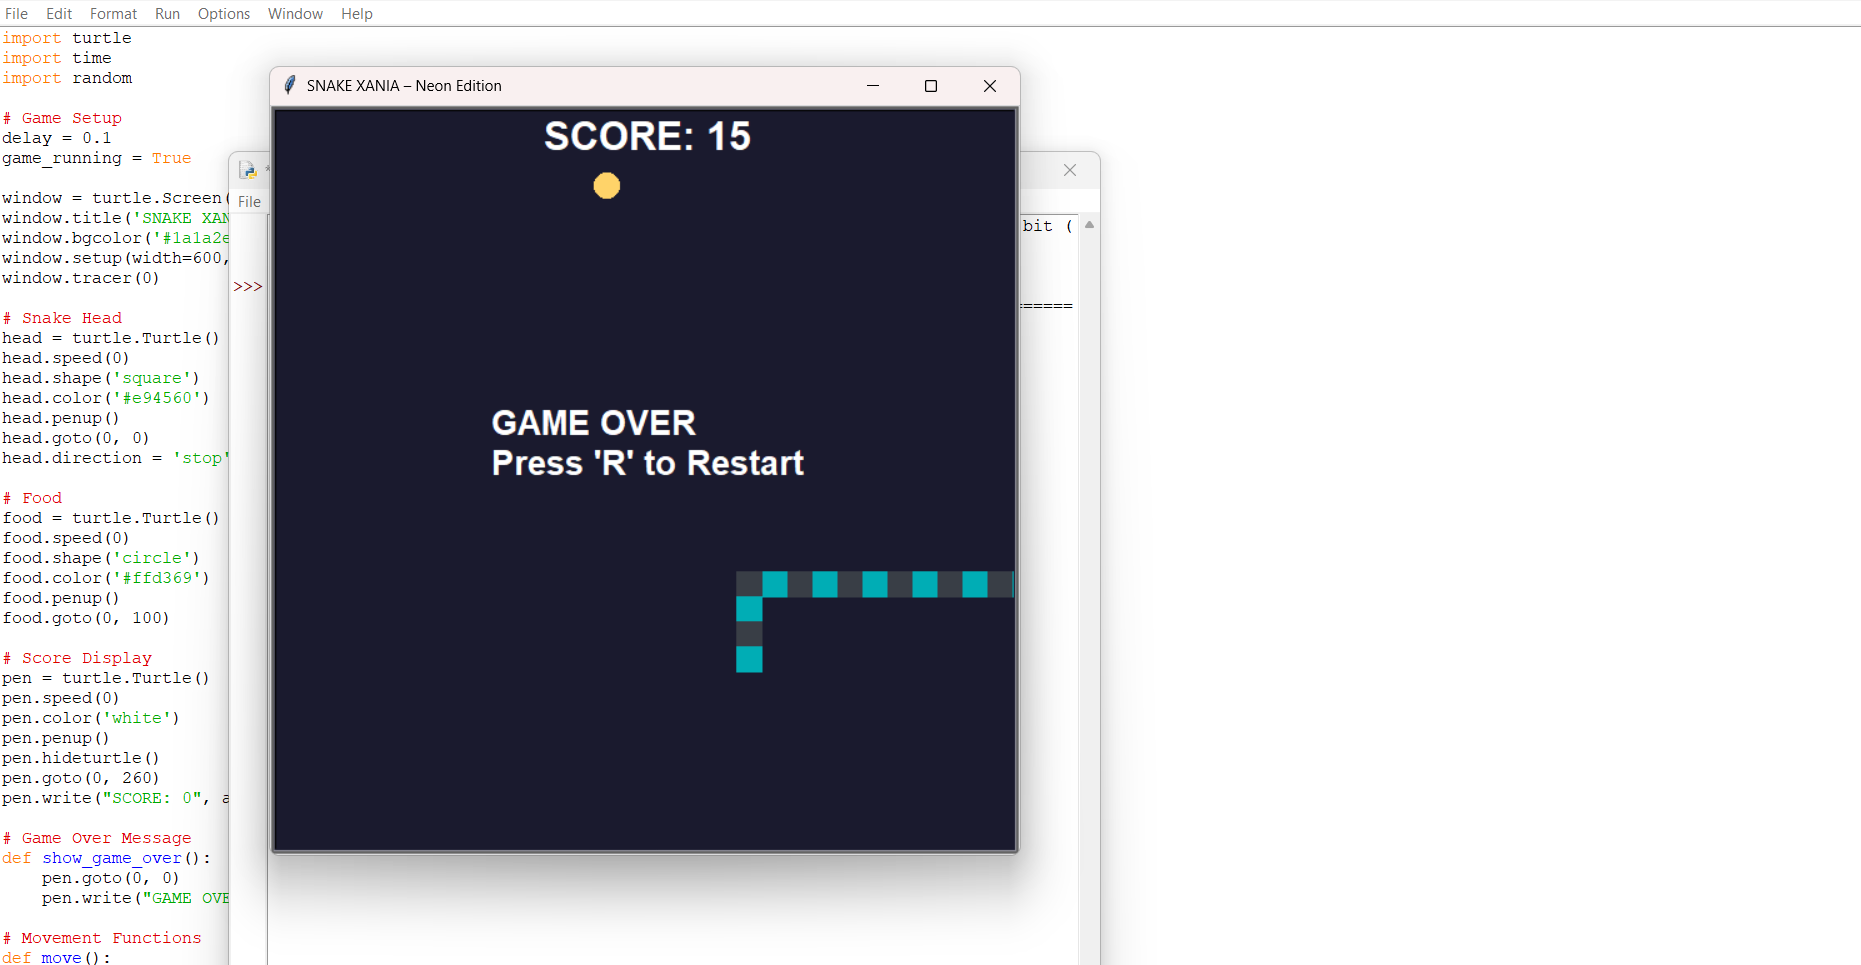 File Edit Format Run Options Window Help
import turtle
import time
import random
# Game Setup
delay = 0.1
game_running = True
window = turtle.Screen(
window.title('SNAKE XAN
window.bgcolor('#1a1a2e
window.setup(width=600,
window.tracer(0)
# Snake Head
head = turtle.Turtle()
head.speed(0)
head.shape('square')
head.color('#e94560')
head.penup()
head.goto(0, 0)
head.direction = 'stop'
# Food
food = turtle.Turtle()
food.speed(0)
food.shape('circle')
food.color('#ffd369')
food.penup()
food.goto(0, 100)
# Score Display
pen = turtle.Turtle()
pen.speed(0)
pen.color('white')
pen.penup()
pen.hideturtle()
pen.goto(0, 260)
pen.write("SCORE: 0", a
# Game Over Message
def show_game_over():
    pen.goto(0, 0)
    pen.write("GAME OVE
# Movement Functions
def move():
*
File
bit (
======
>>>
SNAKE XANIA – Neon Edition
SCORE: 15
GAME OVER
Press 'R' to Restart